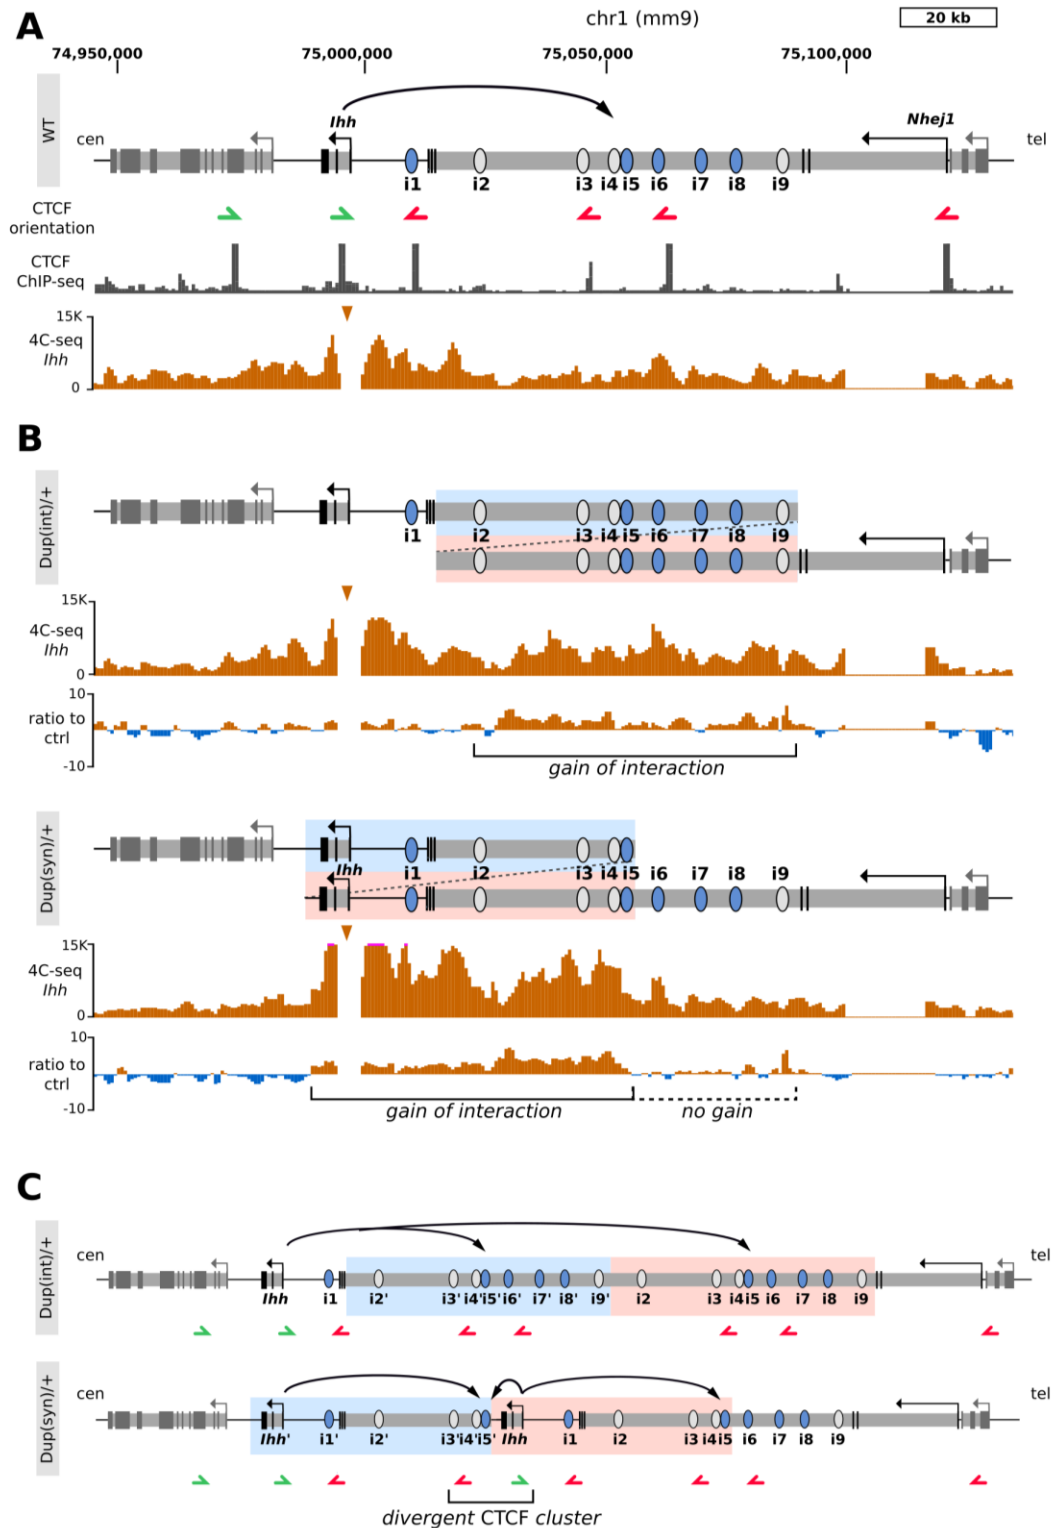 A
chr1 (mm9)
20 kb
74,950,000 75,000,000 75,050,000 75,100,000
WT
cen Ihh Nhej1 tel
i1 i2 i3 i4 i5 i6 i7 i8 i9
CTCF
orientation
CTCF
ChIP-seq
15K
4C-seq
Ihh
0
B
Dup(int)/+
i1 i2 i3 i4 i5 i6 i7 i8 i9
15K
4C-seq
Ihh
0
10
ratio to
ctrl
-10
gain of interaction
Dup(syn)/+
Ihh i1 i2 i3 i4 i5 i6 i7 i8 i9
15K
4C-seq
Ihh
0
10
ratio to
ctrl
-10
gain of interaction no gain
C
Dup(int)/+
cen tel
Ihh i1 i2' i3' i4' i5' i6' i7' i8' i9' i2 i3 i4 i5 i6 i7 i8 i9
Dup(syn)/+
cen tel
Ihh' i1' i2' i3' i4' i5' Ihh i1 i2 i3 i4 i5 i6 i7 i8 i9
divergent CTCF cluster